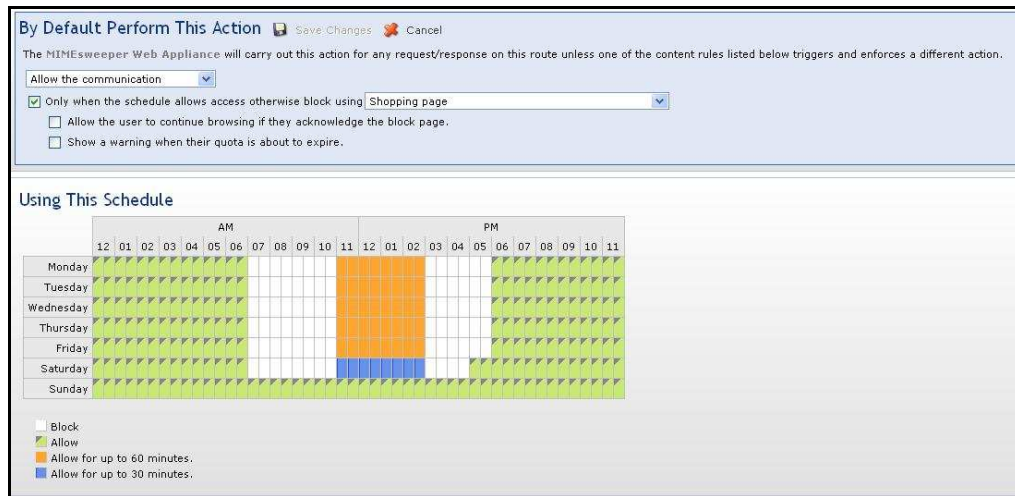 By Default Perform This Action Save Changes Cancel
The MIMEsweeper Web Appliance will carry out this action for any request/response on this route unless one of the content rules listed below triggers and enforces a different action.
Allow the communication
Only when the schedule allows access otherwise block using Shopping page
Allow the user to continue browsing if they acknowledge the block page.
Show a warning when their quota is about to expire.
Using This Schedule
AM PM
12 01 02 03 04 05 06 07 08 09 10 11 12 01 02 03 04 05 06 07 08 09 10 11
Monday
Tuesday
Wednesday
Thursday
Friday
Saturday
Sunday
Block
Allow
Allow for up to 60 minutes.
Allow for up to 30 minutes.